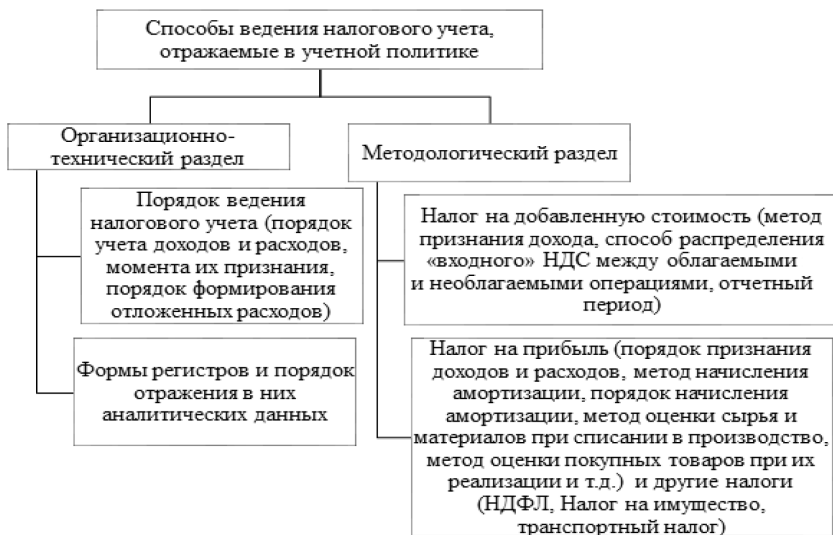 Способы ведения налогового учета,
отражаемые в учетной политике
Организационно-
технический раздел
Методологический раздел
Порядок ведения
налогового учета (порядок
учета доходов и расходов,
момента их признания,
порядок формирования
отложенных расходов)
Формы регистров и порядок
отражения в них
аналитических данных
Налог на добавленную стоимость (метод
признания дохода, способ распределения
«входного» НДС между облагаемыми
и необлагаемыми операциями, отчетный
период)
Налог на прибыль (порядок признания
доходов и расходов, метод начисления
амортизации, порядок начисления
амортизации, метод оценки сырья и
материалов при списании в производство,
метод оценки покупных товаров при их
реализации и т.д.) и другие налоги
(НДФЛ, Налог на имущество,
транспортный налог)